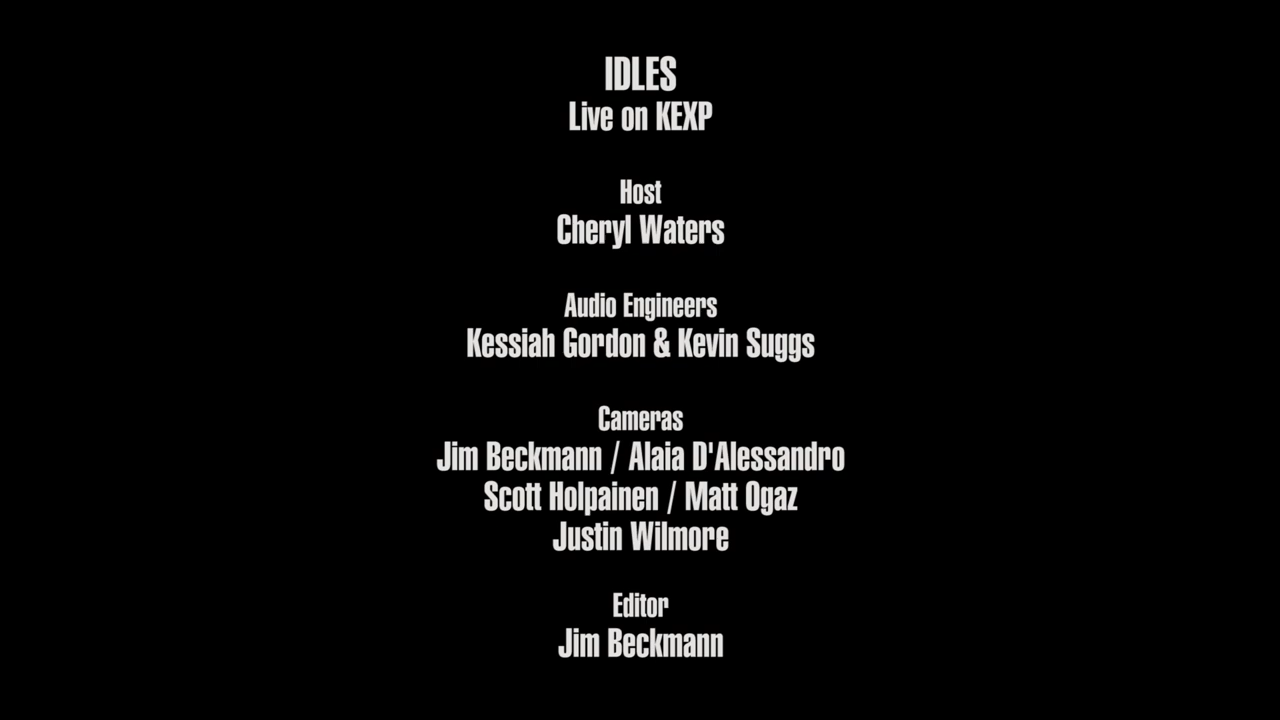 IDLES
Live on KEXP
Host
Cheryl Waters
Audio Engineers
Kessiah Gordon & Kevin Suggs
Cameras
Jim Beckmann / Alaia D'Alessandro
Scott Holpainen / Matt Ogaz
Justin Wilmore
Editor
Jim Beckmann